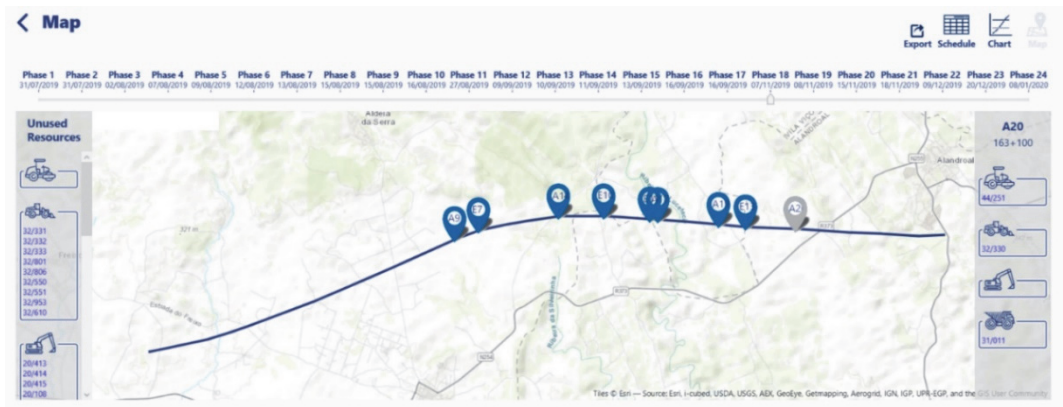 Map
Export Schedule Chart Map
Phase 1 Phase 2 Phase 3 Phase 4 Phase 5 Phase 6 Phase 7 Phase 8 Phase 9 Phase 10 Phase 11 Phase 12 Phase 13 Phase 14 Phase 15 Phase 16 Phase 17 Phase 18 Phase 19 Phase 20 Phase 21 Phase 22 Phase 23 Phase 24
31/07/2019 31/07/2019 02/08/2019 07/08/2019 09/08/2019 12/08/2019 13/08/2019 15/08/2019 15/08/2019 16/08/2019 27/08/2019 09/09/2019 10/09/2019 11/09/2019 13/09/2019 16/09/2019 16/09/2019 07/11/2019 08/11/2019 15/11/2019 18/11/2019 09/12/2019 20/12/2019 08/01/2020
Unused
Resources
32/331
32/332
32/333
32/801
32/806
32/550
32/551
32/953
32/610
20/413
20/414
20/415
20/108
Aldeia
da Serra
ALANDROAL
Alandroal
A9 E7 A1 E1 A1 E1 A2
A20
163+100
44/251
32/330
31/011
Tiles © Esri — Source: Esri, i-cubed, USDA, USGS, AEX, GeoEye, Getmapping, Aerogrid, IGN, IGP, UPR-EGP, and the GIS User Community